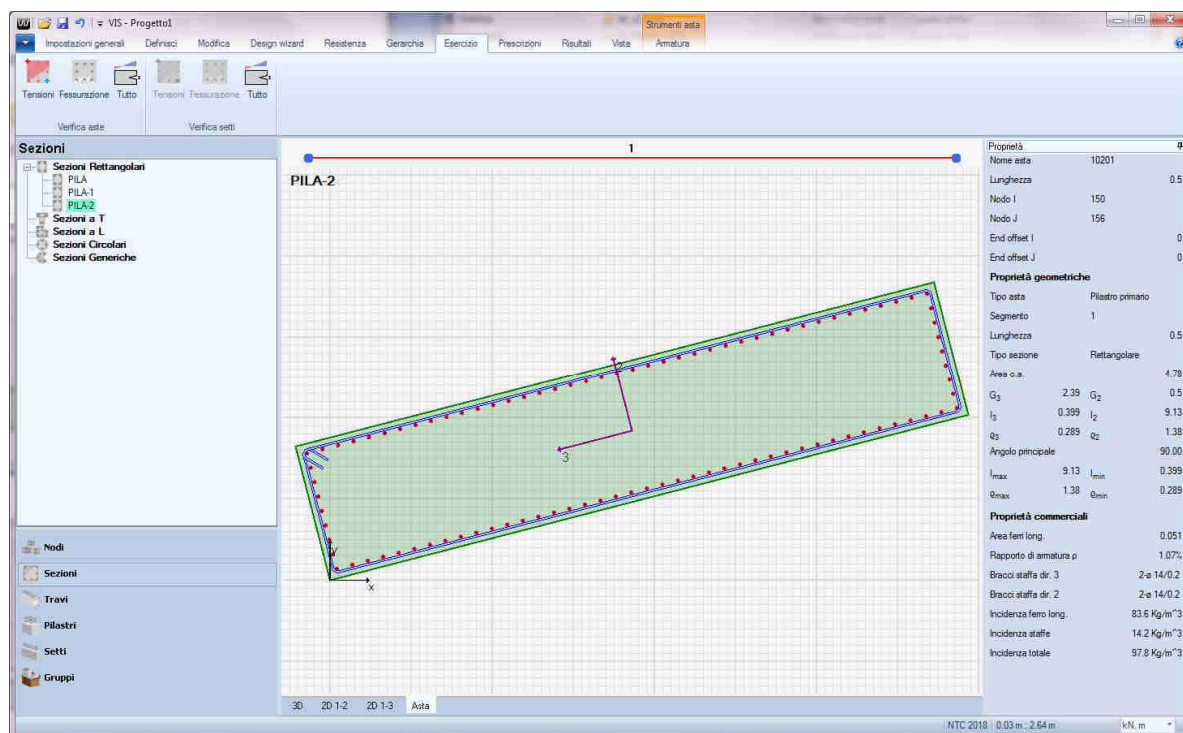 VIS - Progetto1
Strumenti asta
Impostazioni generali Definisci Modifica Design wizard Resistenza Gerarchia Esercizio Prescrizioni Risultati Vista Armatura
Tensioni Fessurazione Tutto Tensioni Fessurazione Tutto
Verifica aste Verifica setti
Sezioni
Sezioni Rettangolari
PILA
PILA-1
PILA-2
Sezioni a T
Sezioni a L
Sezioni Circolari
Sezioni Generiche
Nodi
Sezioni
Travi
Pilastri
Setti
Gruppi
1
PILA-2
2
3
y
x
3D 2D 1-2 2D 1-3 Asta
Proprietà
Nome asta 10201
Lunghezza 0.5
Nodo I 150
Nodo J 156
End offset I 0
End offset J 0
Proprietà geometriche
Tipo asta Pilastro primario
Segmento 1
Lunghezza 0.5
Tipo sezione Rettangolare
Area c.a. 4.78
G3 2.39 G2 0.5
I3 0.399 I2 9.13
ρ3 0.289 ρ2 1.38
Angolo principale 90.00
Imax 9.13 Imin 0.399
ρmax 1.38 ρmin 0.289
Proprietà commerciali
Area ferri long. 0.051
Rapporto di armatura ρ 1.07%
Bracci staffa dir. 3 2-ø 14/0.2
Bracci staffa dir. 2 2-ø 14/0.2
Incidenza ferro long. 83.6 Kg/m^3
Incidenza staffe 14.2 Kg/m^3
Incidenza totale 97.8 Kg/m^3
NTC 2018 0.03 m ; 2.64 m kN, m